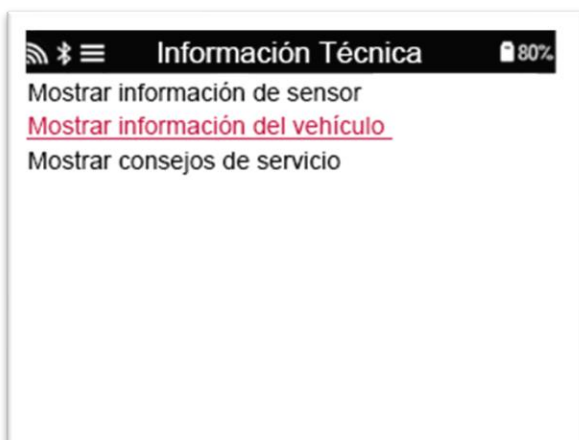 Información Técnica 80%
Mostrar información de sensor
Mostrar información del vehículo
Mostrar consejos de servicio